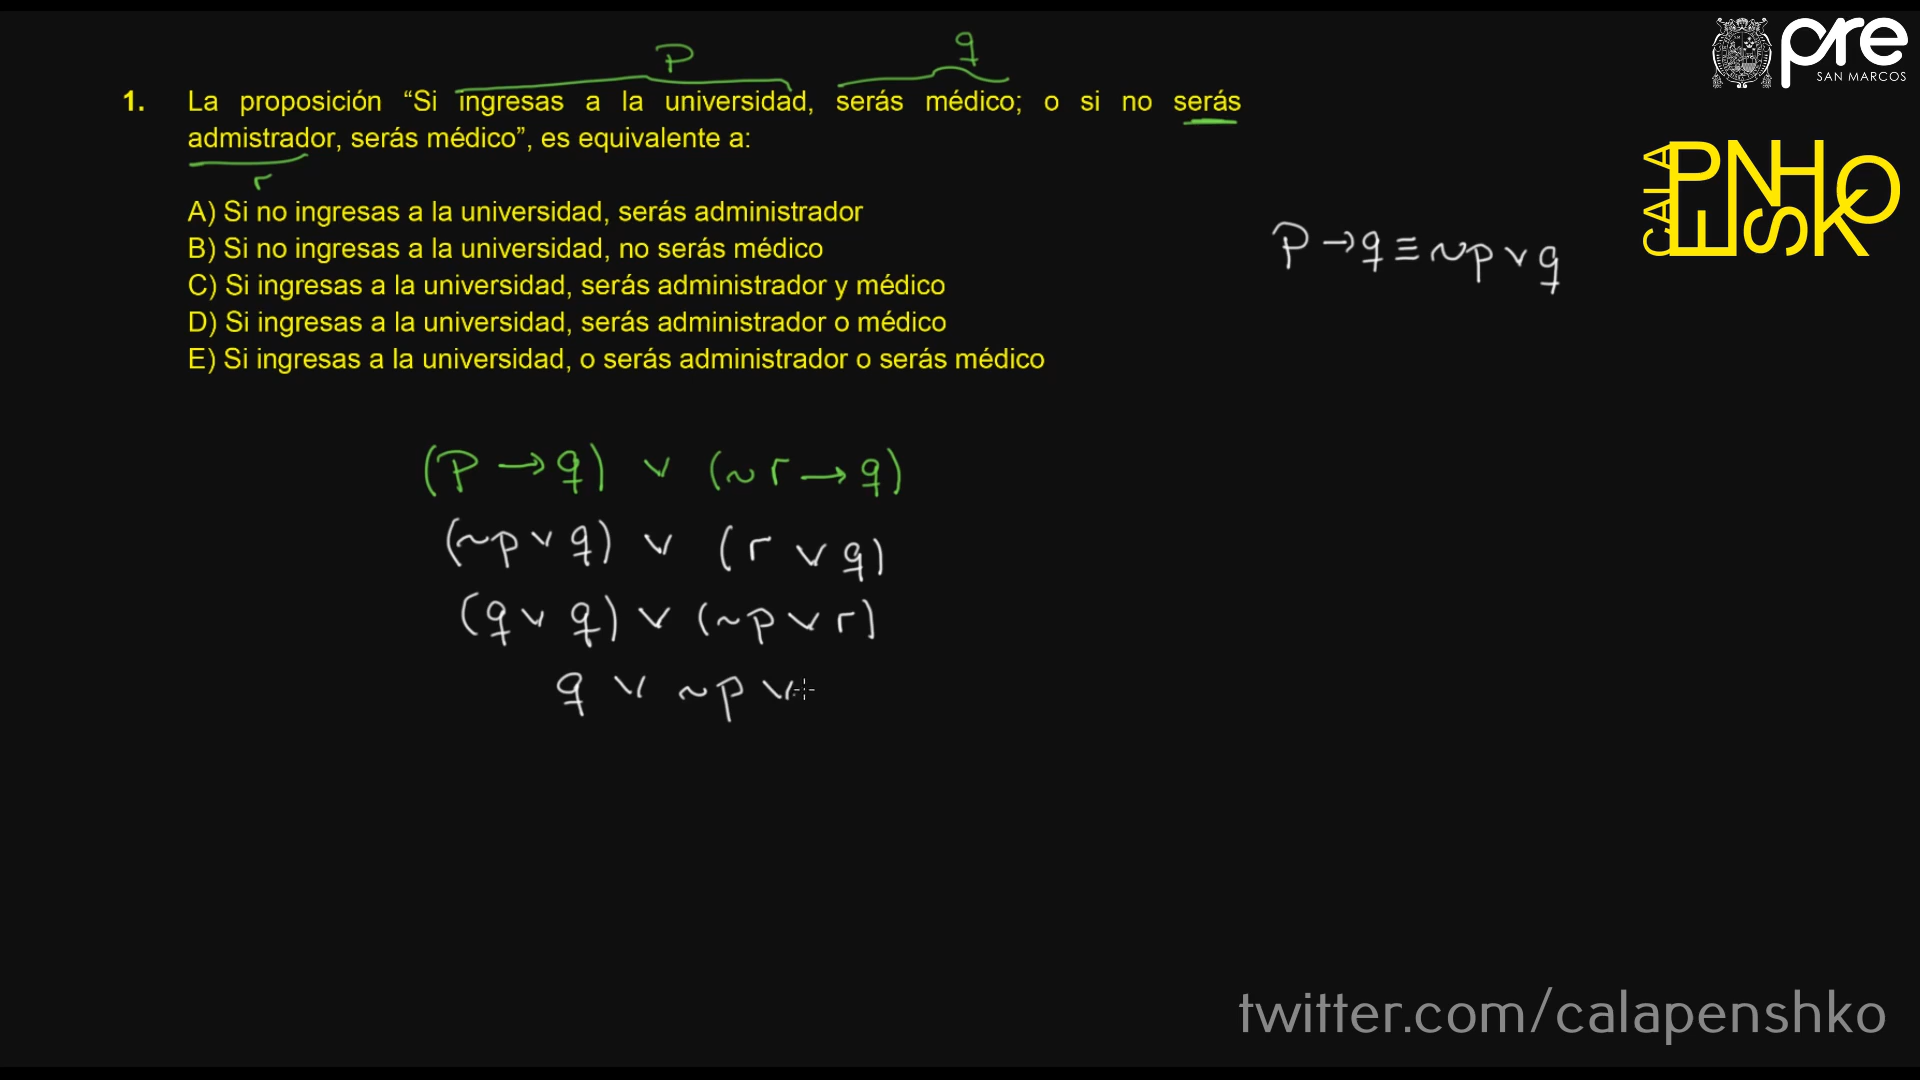 P q
1. La proposición “Si ingresas a la universidad, serás médico; o si no serás
admistrador, serás médico”, es equivalente a:
r
A) Si no ingresas a la universidad, serás administrador
B) Si no ingresas a la universidad, no serás médico
C) Si ingresas a la universidad, serás administrador y médico
D) Si ingresas a la universidad, serás administrador o médico
E) Si ingresas a la universidad, o serás administrador o serás médico
P → q ≡ ~p ∨ q
(P → q) ∨ (~r → q)
(~p ∨ q) ∨ (r ∨ q)
(q ∨ q) ∨ (~p ∨ r)
q ∨ ~p ∨
pre
SAN MARCOS
CALA
PENSHKO
twitter.com/calapenshko